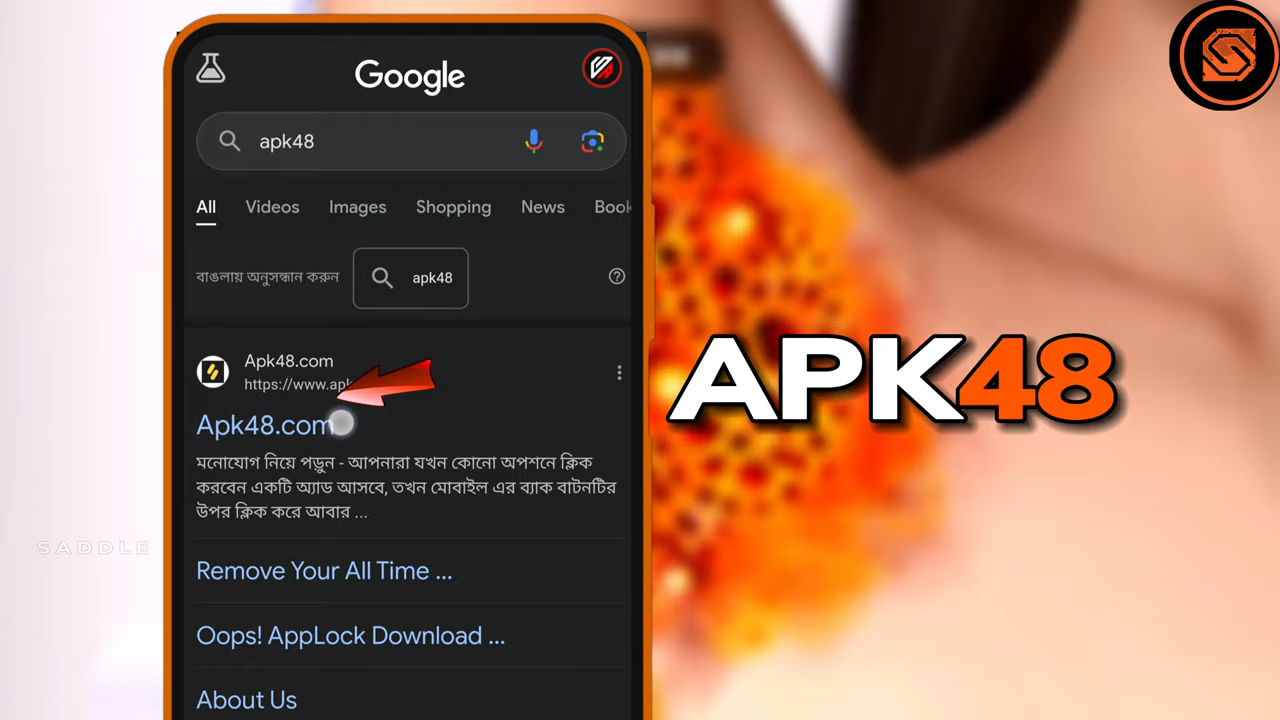 Google
apk48
All Videos Images Shopping News Book
বাঙলায় অনুসন্ধান করুন apk48
Apk48.com
https://www.apk
Apk48.com
মনোযোগ নিয়ে পড়ুন - আপনারা যখন কোনো অপশনে ক্লিক
করবেন একটি অ্যাড আসবে, তখন মোবাইল এর ব্যাক বাটনটির
উপর ক্লিক করে আবার ...
Remove Your All Time ...
Oops! AppLock Download ...
About Us
APK48
SADDLE